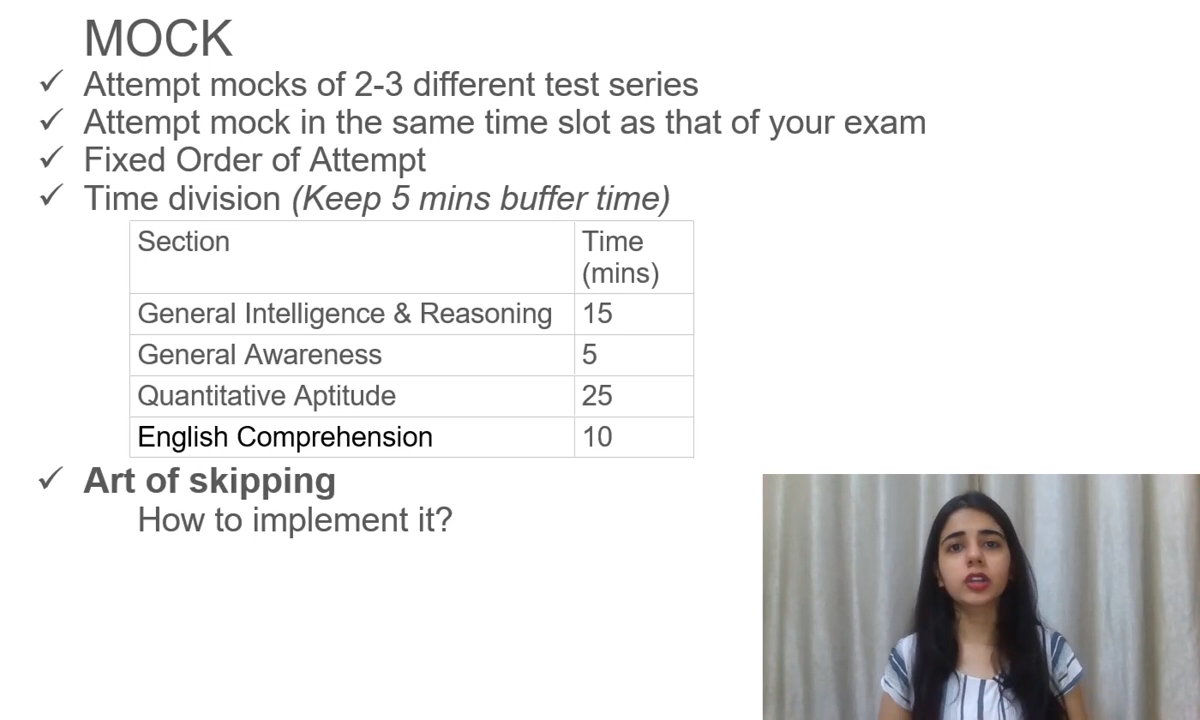 MOCK
✓ Attempt mocks of 2-3 different test series
✓ Attempt mock in the same time slot as that of your exam
✓ Fixed Order of Attempt
✓ Time division (Keep 5 mins buffer time)
Section Time
(mins)
General Intelligence & Reasoning 15
General Awareness 5
Quantitative Aptitude 25
English Comprehension 10
✓ Art of skipping
How to implement it?